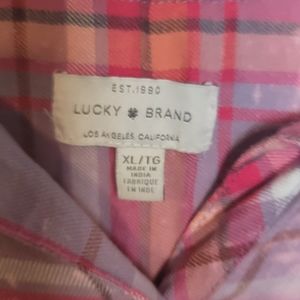 EST. 1990
LUCKY BRAND
LOS ANGELES, CALIFORNIA
XL/TG
MADE IN
INDIA
FABRIQUE
EN INDE